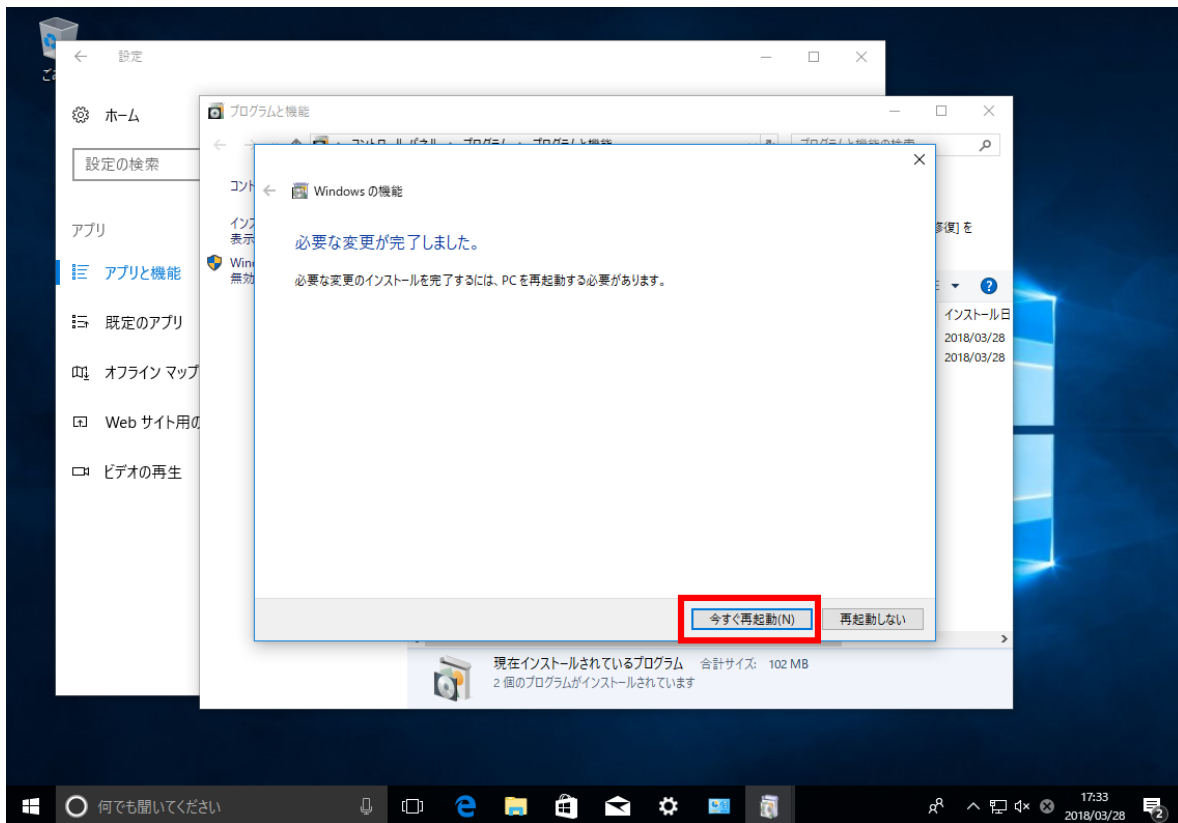 設定
ホーム
設定の検索
アプリ
アプリと機能
既定のアプリ
オフライン マップ
Web サイト用の
ビデオの再生
プログラムと機能
Windows の機能
必要な変更が完了しました。
必要な変更のインストールを完了するには、PC を再起動する必要があります。
今すぐ再起動(N)
再起動しない
修復] を
インストール日
2018/03/28
2018/03/28
現在インストールされているプログラム 合計サイズ: 102 MB
2 個のプログラムがインストールされています
何でも聞いてください
17:33
2018/03/28
2